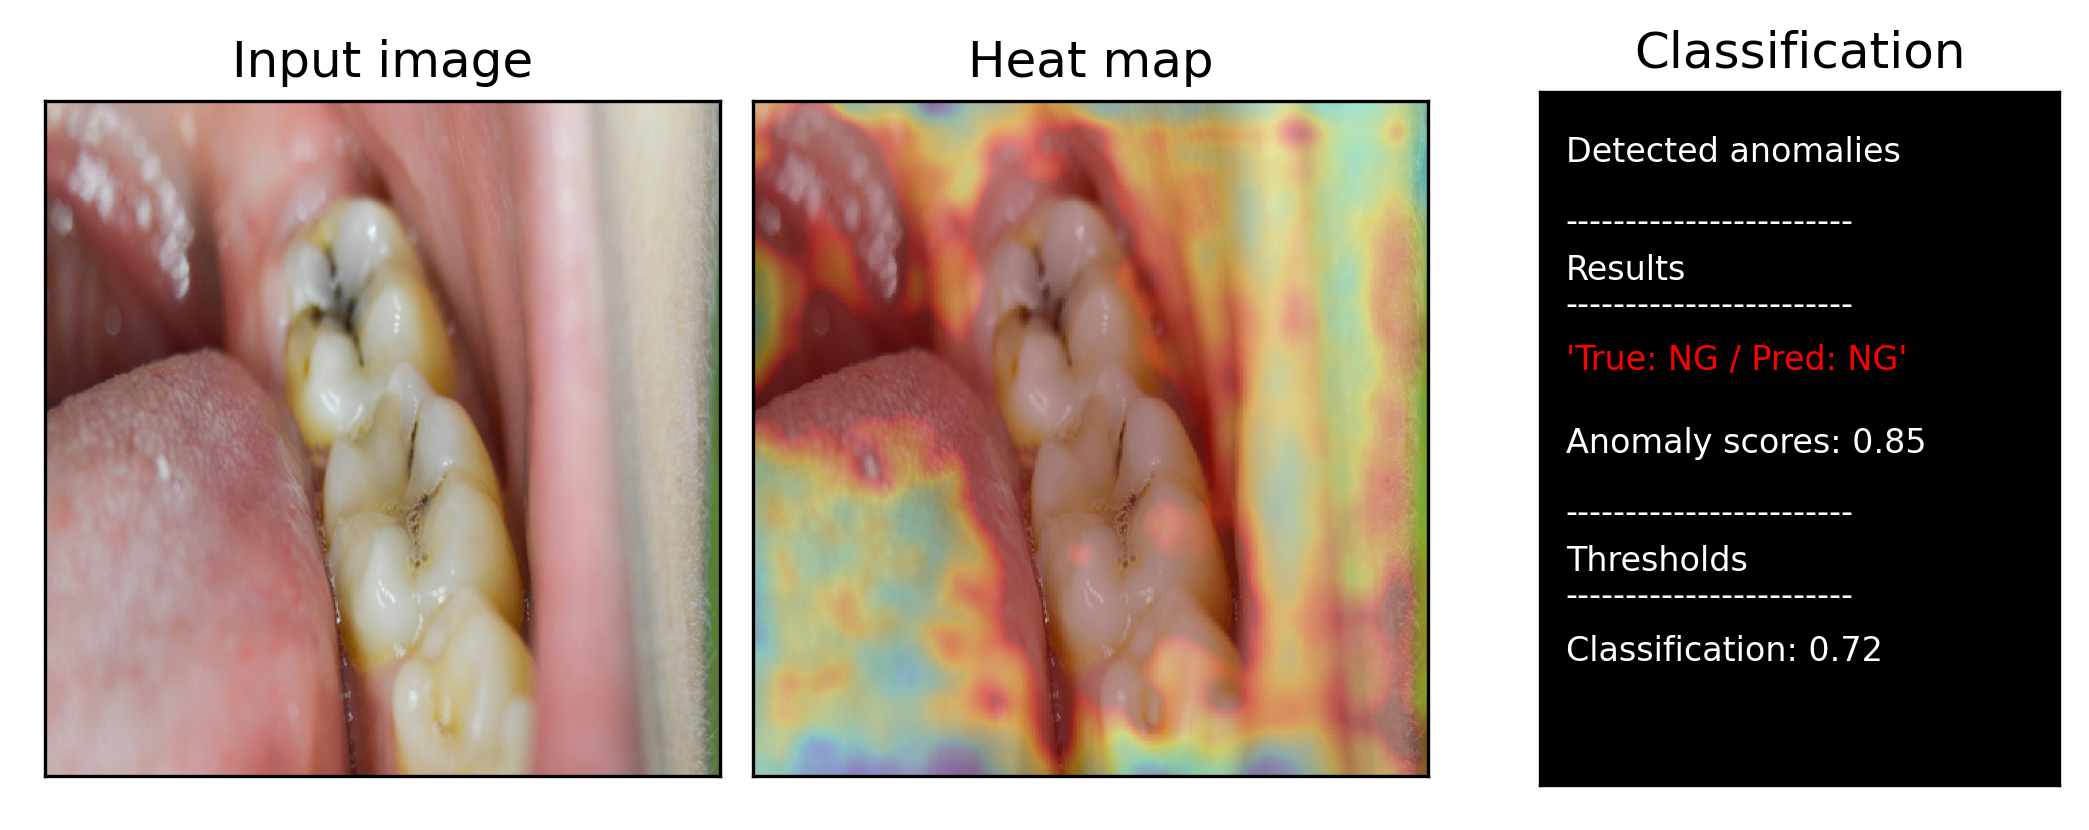 Input image
Heat map
Classification
Detected anomalies
------------------------
Results
------------------------
'True: NG / Pred: NG'
Anomaly scores: 0.85
------------------------
Thresholds
------------------------
Classification: 0.72